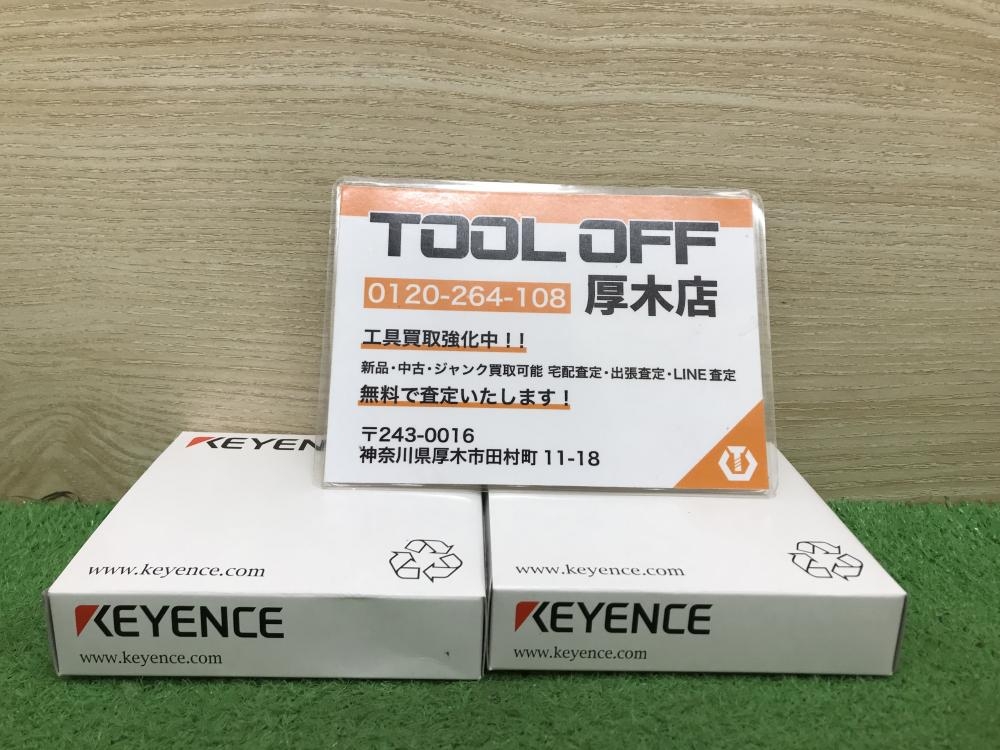 TOOL OFF
0120-264-108 厚木店
工具買取強化中!!
新品・中古・ジャンク買取可能 宅配査定・出張査定・LINE査定
無料で査定いたします!
〒243-0016
神奈川県厚木市田村町 11-18
KEYEN
www.keyence.com
www.keyence.com
KEYENCE
www.keyence.com
KEYENCE
www.keyence.com